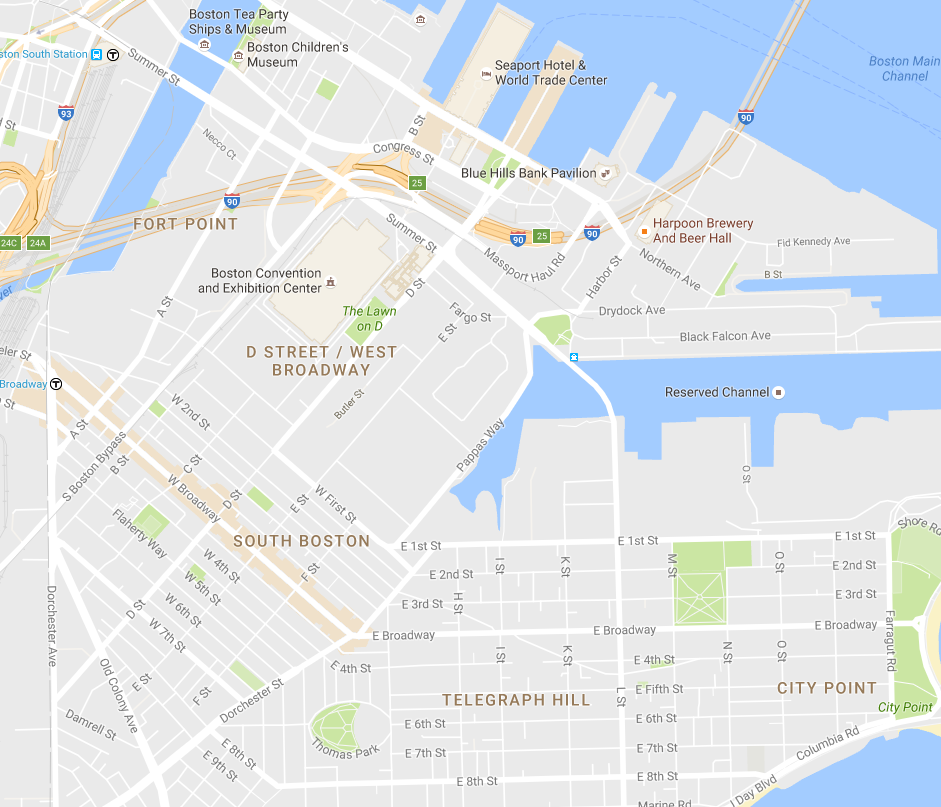 Boston Tea Party
Ships & Museum
Boston Children's
Museum
ston South Station
T
Summer St
Seaport Hotel &
World Trade Center
Boston Main
Channel
93
90
d St
Necco Ct
B St
Congress St
Blue Hills Bank Pavilion
25
90
FORT POINT
24C
24A
Summer St
90
25
90
Harpoon Brewery
And Beer Hall
Fid Kennedy Ave
Massport Haul Rd
Northern Ave
B St
Harbor St
Boston Convention
and Exhibition Center
D St
A St
The Lawn
on D
Fargo St
E St
Drydock Ave
Black Falcon Ave
D STREET / WEST
BROADWAY
eler St
Broadway
T
Reserved Channel
Butler St
W 2nd St
A St
S Boston Bypass
B St
C St
Pappas Way
O St
W Broadway
D St
E St
W First St
Flaherty Way
SOUTH BOSTON
E 1st St
E 1st St
E 1st St
Shore Rd
W 4th St
F St
E 2nd St
I St
K St
M St
O St
E 2nd St
W 5th St
E 3rd St
H St
E 3rd St
Dorchester Ave
D St
W 6th St
W 7th St
E Broadway
E Broadway
E Broadway
Farragut Rd
I St
K St
N St
O St
E 4th St
E 4th St
Old Colony Ave
E St
F St
Dorchester St
TELEGRAPH HILL
L St
E Fifth St
CITY POINT
City Point
Damrell St
E 6th St
E 6th St
Thomas Park
E 7th St
E 7th St
Columbia Rd
E 8th St
E 9th St
E 8th St
E 8th St
Marine Rd
J Day Blvd